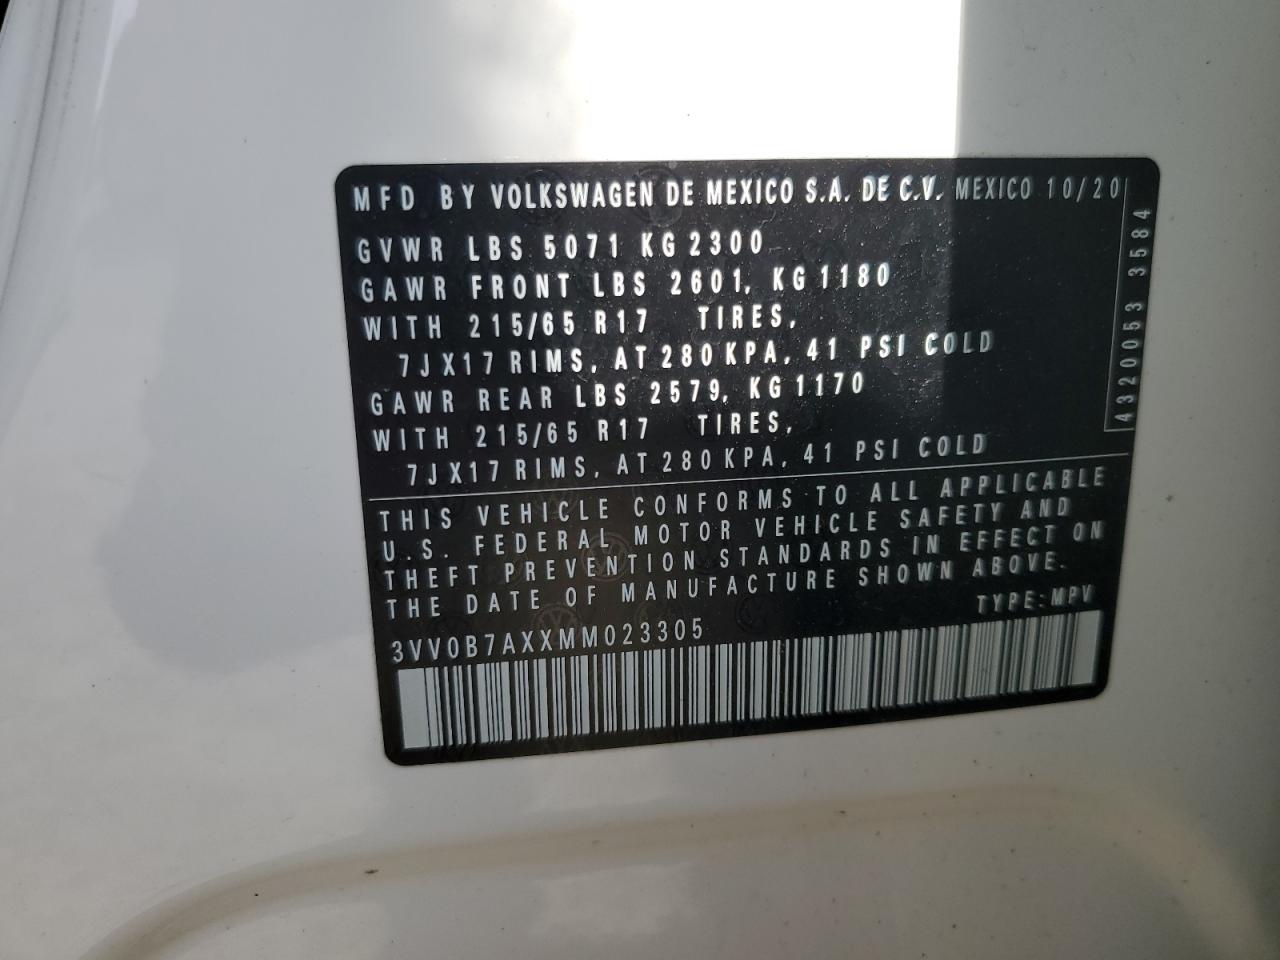 MFD BY VOLKSWAGEN DE MEXICO S.A. DE C.V. MEXICO 10/20
GVWR LBS 5071 KG 2300
GAWR FRONT LBS 2601, KG 1180
WITH 215/65 R17 TIRES,
7JX17 RIMS, AT 280 KPA, 41 PSI COLD
GAWR REAR LBS 2579, KG 1170
WITH 215/65 R17 TIRES,
7JX17 RIMS, AT 280 KPA, 41 PSI COLD
4320053 3584
THIS VEHICLE CONFORMS TO ALL APPLICABLE
U.S. FEDERAL MOTOR VEHICLE SAFETY AND
THEFT PREVENTION STANDARDS IN EFFECT ON
THE DATE OF MANUFACTURE SHOWN ABOVE.
TYPE: MPV
3VV0B7AXXMM023305